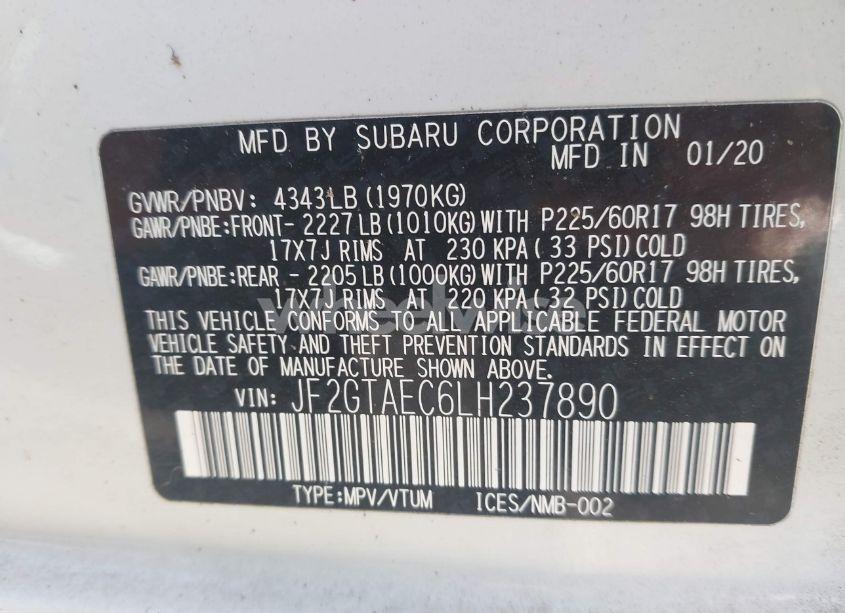 MFD BY SUBARU CORPORATION
MFD IN 01/20
GVWR/PNBV: 4343LB (1970KG)
GAWR/PNBE:FRONT- 2227 LB (1010KG) WITH P225/60R17 98H TIRES,
17X7J RIMS AT 230 KPA ( 33 PSI) COLD
GAWR/PNBE:REAR - 2205 LB (1000KG) WITH P225/60R17 98H TIRES,
17X7J RIMS AT 220 KPA ( 32 PSI) COLD
THIS VEHICLE CONFORMS TO ALL APPLICABLE FEDERAL MOTOR
VEHICLE SAFETY AND THEFT PREVENTION STANDARDS IN EFFECT ON
THE DATE OF MANUFACTURE SHOWN ABOVE.
VIN: JF2GTAEC6LH237890
TYPE:MPV/VTUM ICES/NMB-002